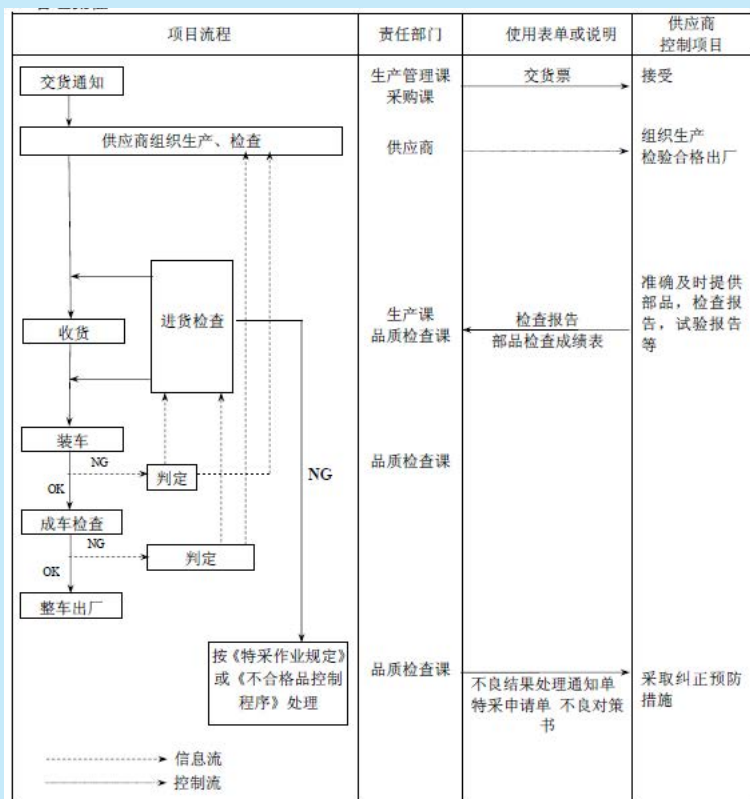 项目流程
责任部门
使用表单或说明
供应商
控制项目
交货通知
生产管理课
采购课
交货票
接受
供应商组织生产、检查
供应商
组织生产
检验合格出厂
进货检查
收货
生产课
品质检查课
检查报告
部品检查成绩表
准确及时提供
部品，检查报
告，试验报告
等
装车
NG
判定
OK
NG
品质检查课
成车检查
NG
判定
OK
整车出厂
按《特采作业规定》
或《不合格品控制
程序》处理
品质检查课
不良结果处理通知单
特采申请单 不良对策
书
采取纠正预防
措施
信息流
控制流